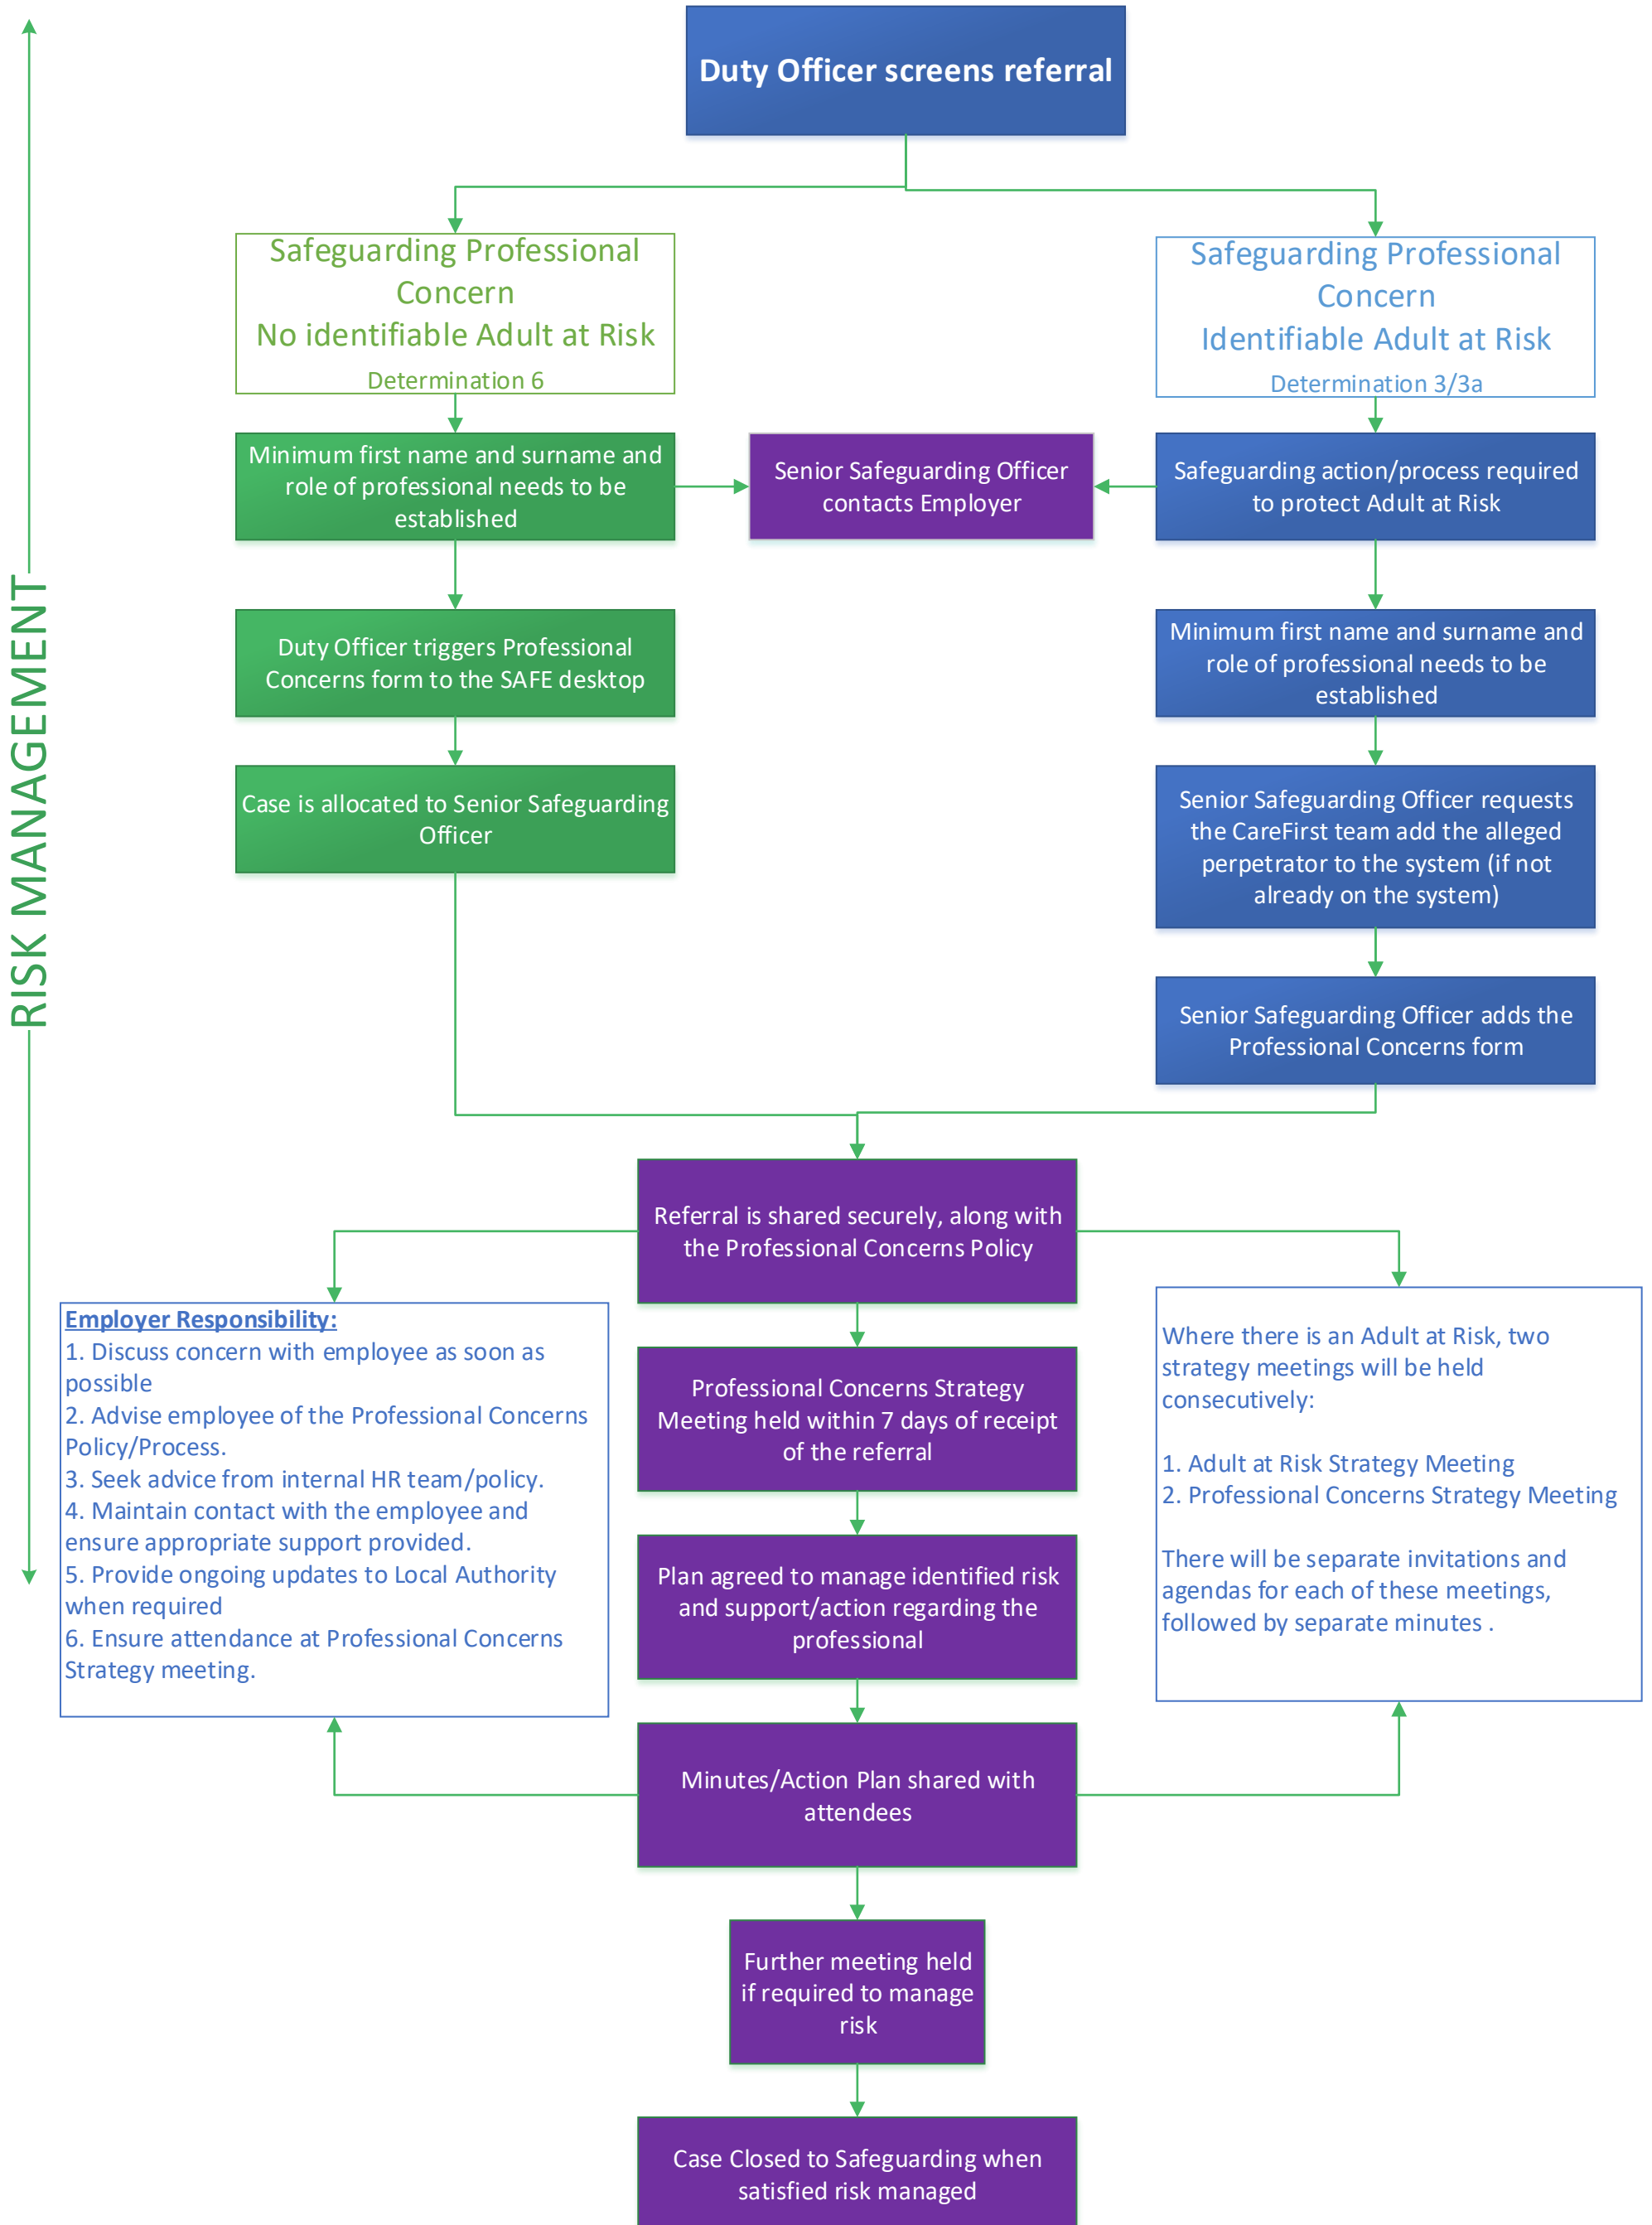 Duty Officer screens referral
Safeguarding Professional
Concern
No identifiable Adult at Risk
Determination 6
Safeguarding Professional
Concern
Identifiable Adult at Risk
Determination 3/3a
Minimum first name and surname and
role of professional needs to be
established
Senior Safeguarding Officer
contacts Employer
Safeguarding action/process required
to protect Adult at Risk
Duty Officer triggers Professional
Concerns form to the SAFE desktop
Minimum first name and surname and
role of professional needs to be
established
RISK MANAGEMENT
Case is allocated to Senior Safeguarding
Officer
Senior Safeguarding Officer requests
the CareFirst team add the alleged
perpetrator to the system (if not
already on the system)
Senior Safeguarding Officer adds the
Professional Concerns form
Referral is shared securely, along with
the Professional Concerns Policy
Employer Responsibility:
1. Discuss concern with employee as soon as
possible
2. Advise employee of the Professional Concerns
Policy/Process.
3. Seek advice from internal HR team/policy.
4. Maintain contact with the employee and
ensure appropriate support provided.
5. Provide ongoing updates to Local Authority
when required
6. Ensure attendance at Professional Concerns
Strategy meeting.
Professional Concerns Strategy
Meeting held within 7 days of receipt
of the referral
Where there is an Adult at Risk, two
strategy meetings will be held
consecutively:
1. Adult at Risk Strategy Meeting
2. Professional Concerns Strategy Meeting
There will be separate invitations and
agendas for each of these meetings,
followed by separate minutes .
Plan agreed to manage identified risk
and support/action regarding the
professional
Minutes/Action Plan shared with
attendees
Further meeting held
if required to manage
risk
Case Closed to Safeguarding when
satisfied risk managed